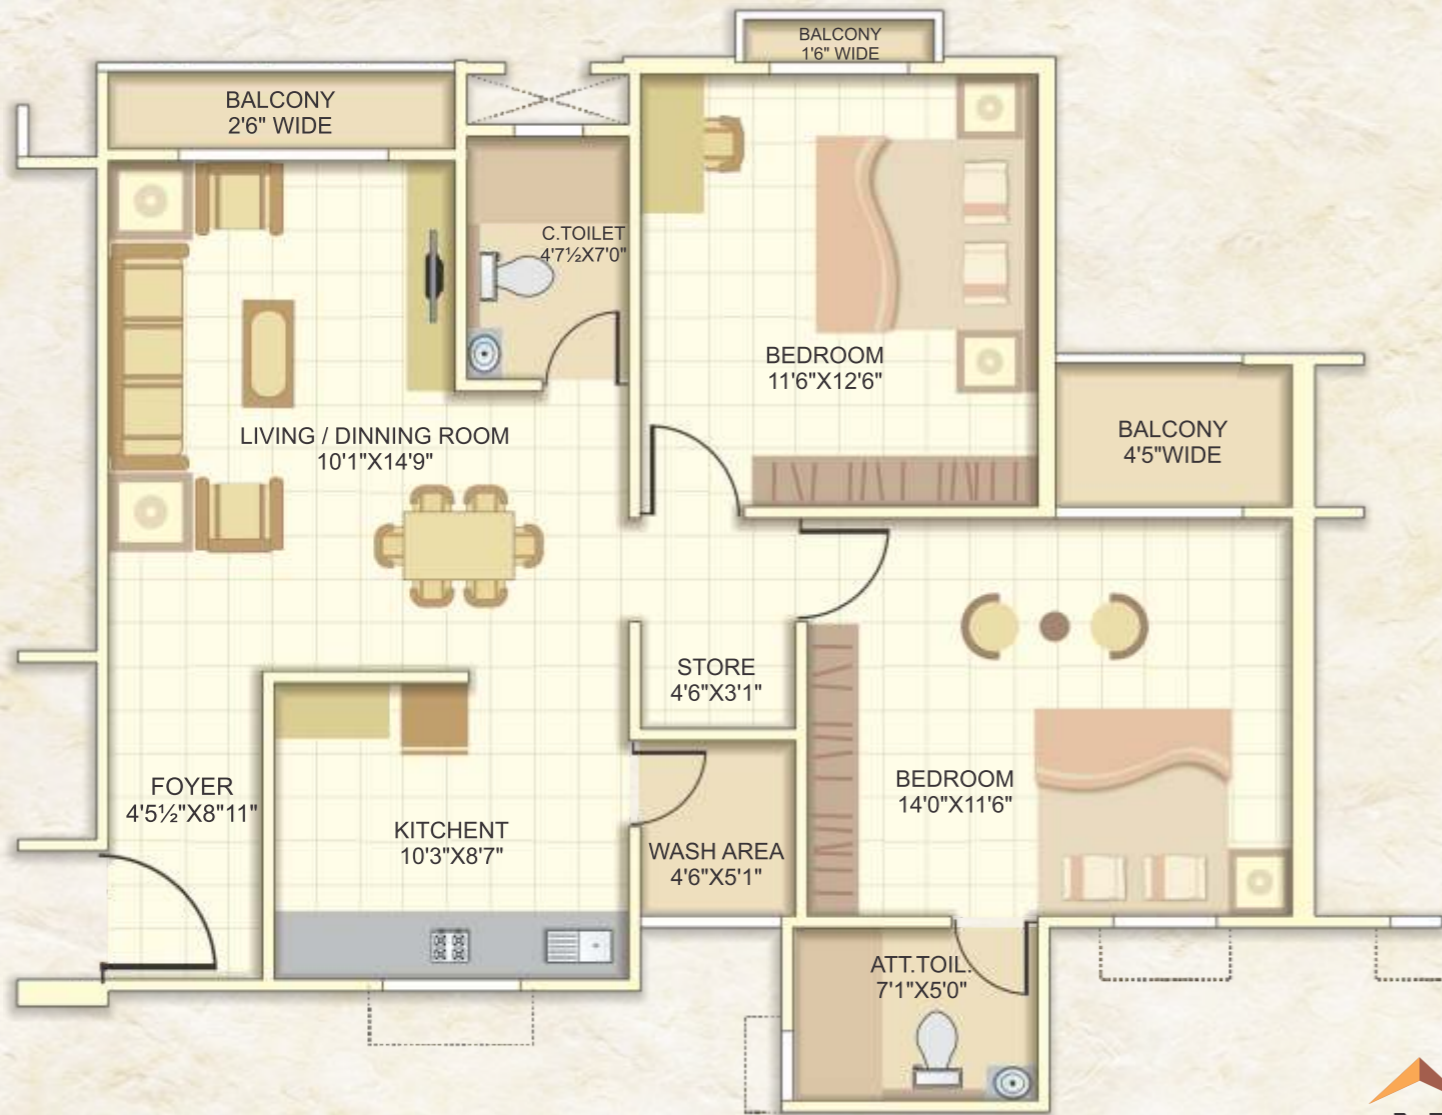 BALCONY
1'6" WIDE
BALCONY
2'6" WIDE
C.TOILET
4'7½X7'0"
BEDROOM
11'6"X12'6"
BALCONY
4'5"WIDE
LIVING / DINNING ROOM
10'1"X14'9"
STORE
4'6"X3'1"
FOYER
4'5½"X8"11"
KITCHENT
10'3"X8'7"
WASH AREA
4'6"X5'1"
BEDROOM
14'0"X11'6"
ATT.TOIL.
7'1"X5'0"